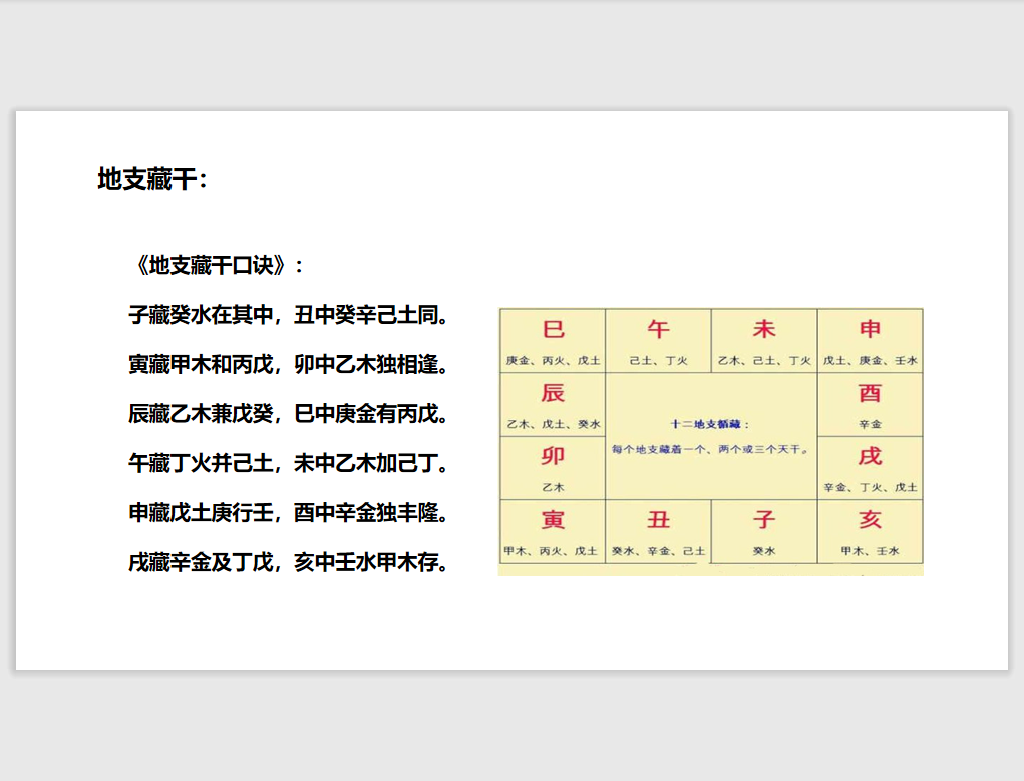 地支藏干：
《地支藏干口诀》：
子藏癸水在其中，丑中癸辛己土同。
寅藏甲木和丙戊，卯中乙木独相逢。
辰藏乙木兼戊癸，巳中庚金有丙戊。
午藏丁火并己土，未中乙木加己丁。
申藏戊土庚行壬，酉中辛金独丰隆。
戌藏辛金及丁戊，亥中壬水甲木存。
巳
庚金、丙火、戊土
午
己土、丁火
未
乙木、己土、丁火
申
戊土、庚金、壬水
辰
乙木、戊土、癸水
十二地支循藏：
每个地支藏着一个、两个或三个天干。
酉
辛金
卯
乙木
戌
辛金、丁火、戊土
寅
甲木、丙火、戊土
丑
癸水、辛金、己土
子
癸水
亥
甲木、壬水